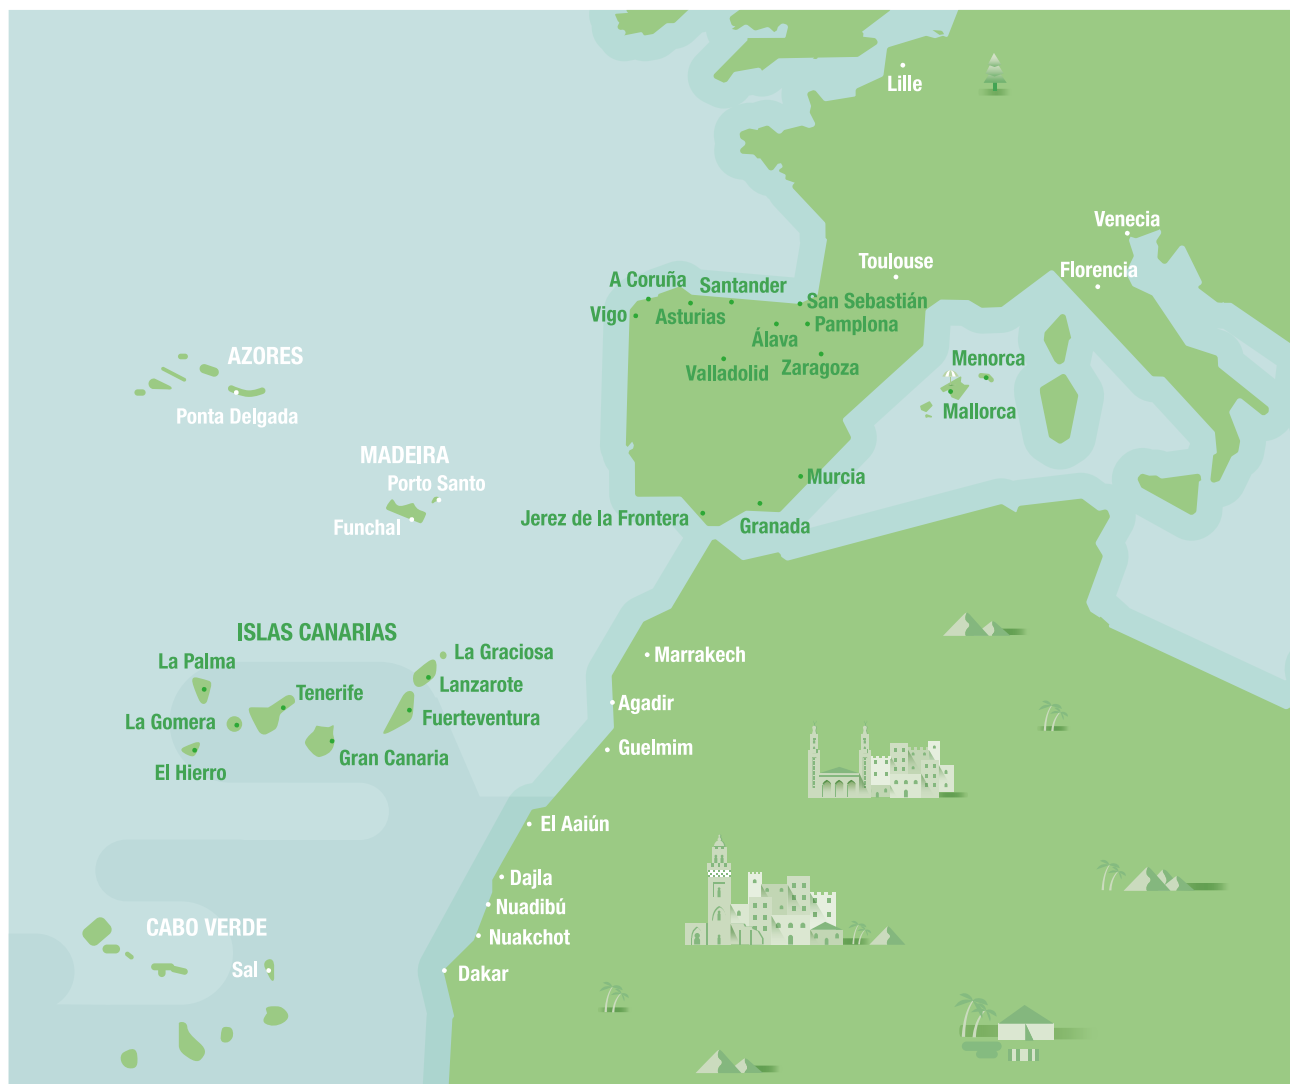 Lille
Venecia
Toulouse
Florencia
A Coruña
Santander
San Sebastián
Vigo
Asturias
Pamplona
Álava
AZORES
Menorca
Valladolid
Zaragoza
Ponta Delgada
Mallorca
MADEIRA
Murcia
Porto Santo
Funchal
Jerez de la Frontera
Granada
ISLAS CANARIAS
La Graciosa
Marrakech
La Palma
Lanzarote
Tenerife
Agadir
La Gomera
Fuerteventura
Guelmim
Gran Canaria
El Hierro
El Aaiún
Dajla
Nuadibú
CABO VERDE
Nuakchot
Sal
Dakar